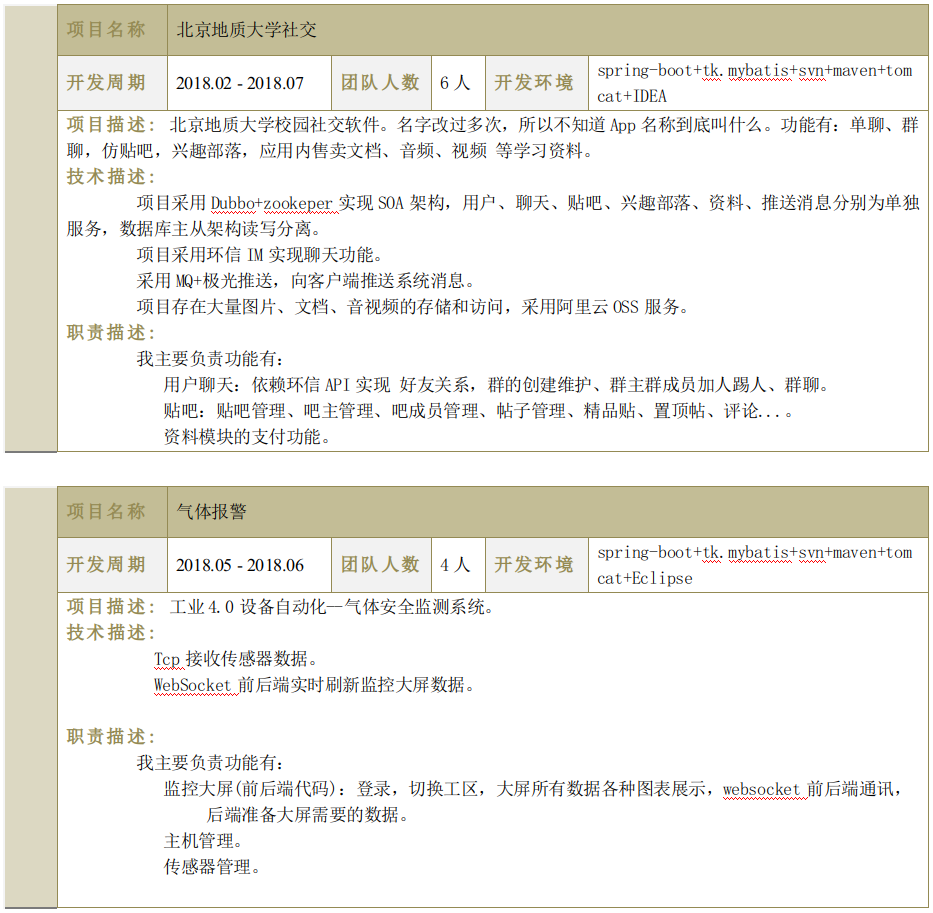 项目名称 北京地质大学社交
开发周期 2018.02 - 2018.07 团队人数 6 人 开发环境 spring-boot+tk.mybatis+svn+maven+tom
cat+IDEA
项目描述： 北京地质大学校园社交软件。名字改过多次，所以不知道 App 名称到底叫什么。功能有：单聊、群
聊，仿贴吧，兴趣部落，应用内售卖文档、音频、视频 等学习资料。
技术描述：
项目采用 Dubbo+zookeper 实现 SOA 架构，用户、聊天、贴吧、兴趣部落、资料、推送消息分别为单独
服务，数据库主从架构读写分离。
项目采用环信 IM 实现聊天功能。
采用 MQ+极光推送，向客户端推送系统消息。
项目存在大量图片、文档、音视频的存储和访问，采用阿里云 OSS 服务。
职责描述：
我主要负责功能有：
用户聊天：依赖环信 API 实现 好友关系，群的创建维护、群主群成员加人踢人、群聊。
贴吧：贴吧管理、吧主管理、吧成员管理、帖子管理、精品贴、置顶帖、评论...。
资料模块的支付功能。
项目名称 气体报警
开发周期 2018.05 - 2018.06 团队人数 4 人 开发环境 spring-boot+tk.mybatis+svn+maven+tom
cat+Eclipse
项目描述： 工业 4.0 设备自动化—气体安全监测系统。
技术描述：
Tcp 接收传感器数据。
WebSocket 前后端实时刷新监控大屏数据。
职责描述：
我主要负责功能有：
监控大屏(前后端代码)：登录，切换工区，大屏所有数据各种图表展示，websocket 前后端通讯，
后端准备大屏需要的数据。
主机管理。
传感器管理。